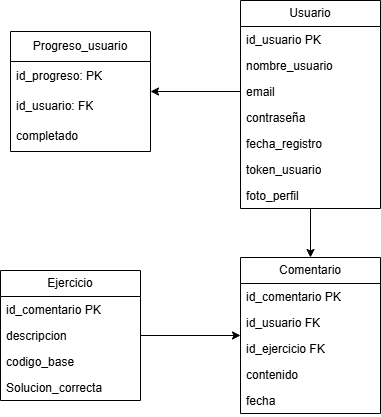 Usuario
id_usuario PK
nombre_usuario
email
contraseña
fecha_registro
token_usuario
foto_perfil
Progreso_usuario
id_progreso: PK
id_usuario: FK
completado
Ejercicio
id_comentario PK
descripcion
codigo_base
Solucion_correcta
Comentario
id_comentario PK
id_usuario FK
id_ejercicio FK
contenido
fecha